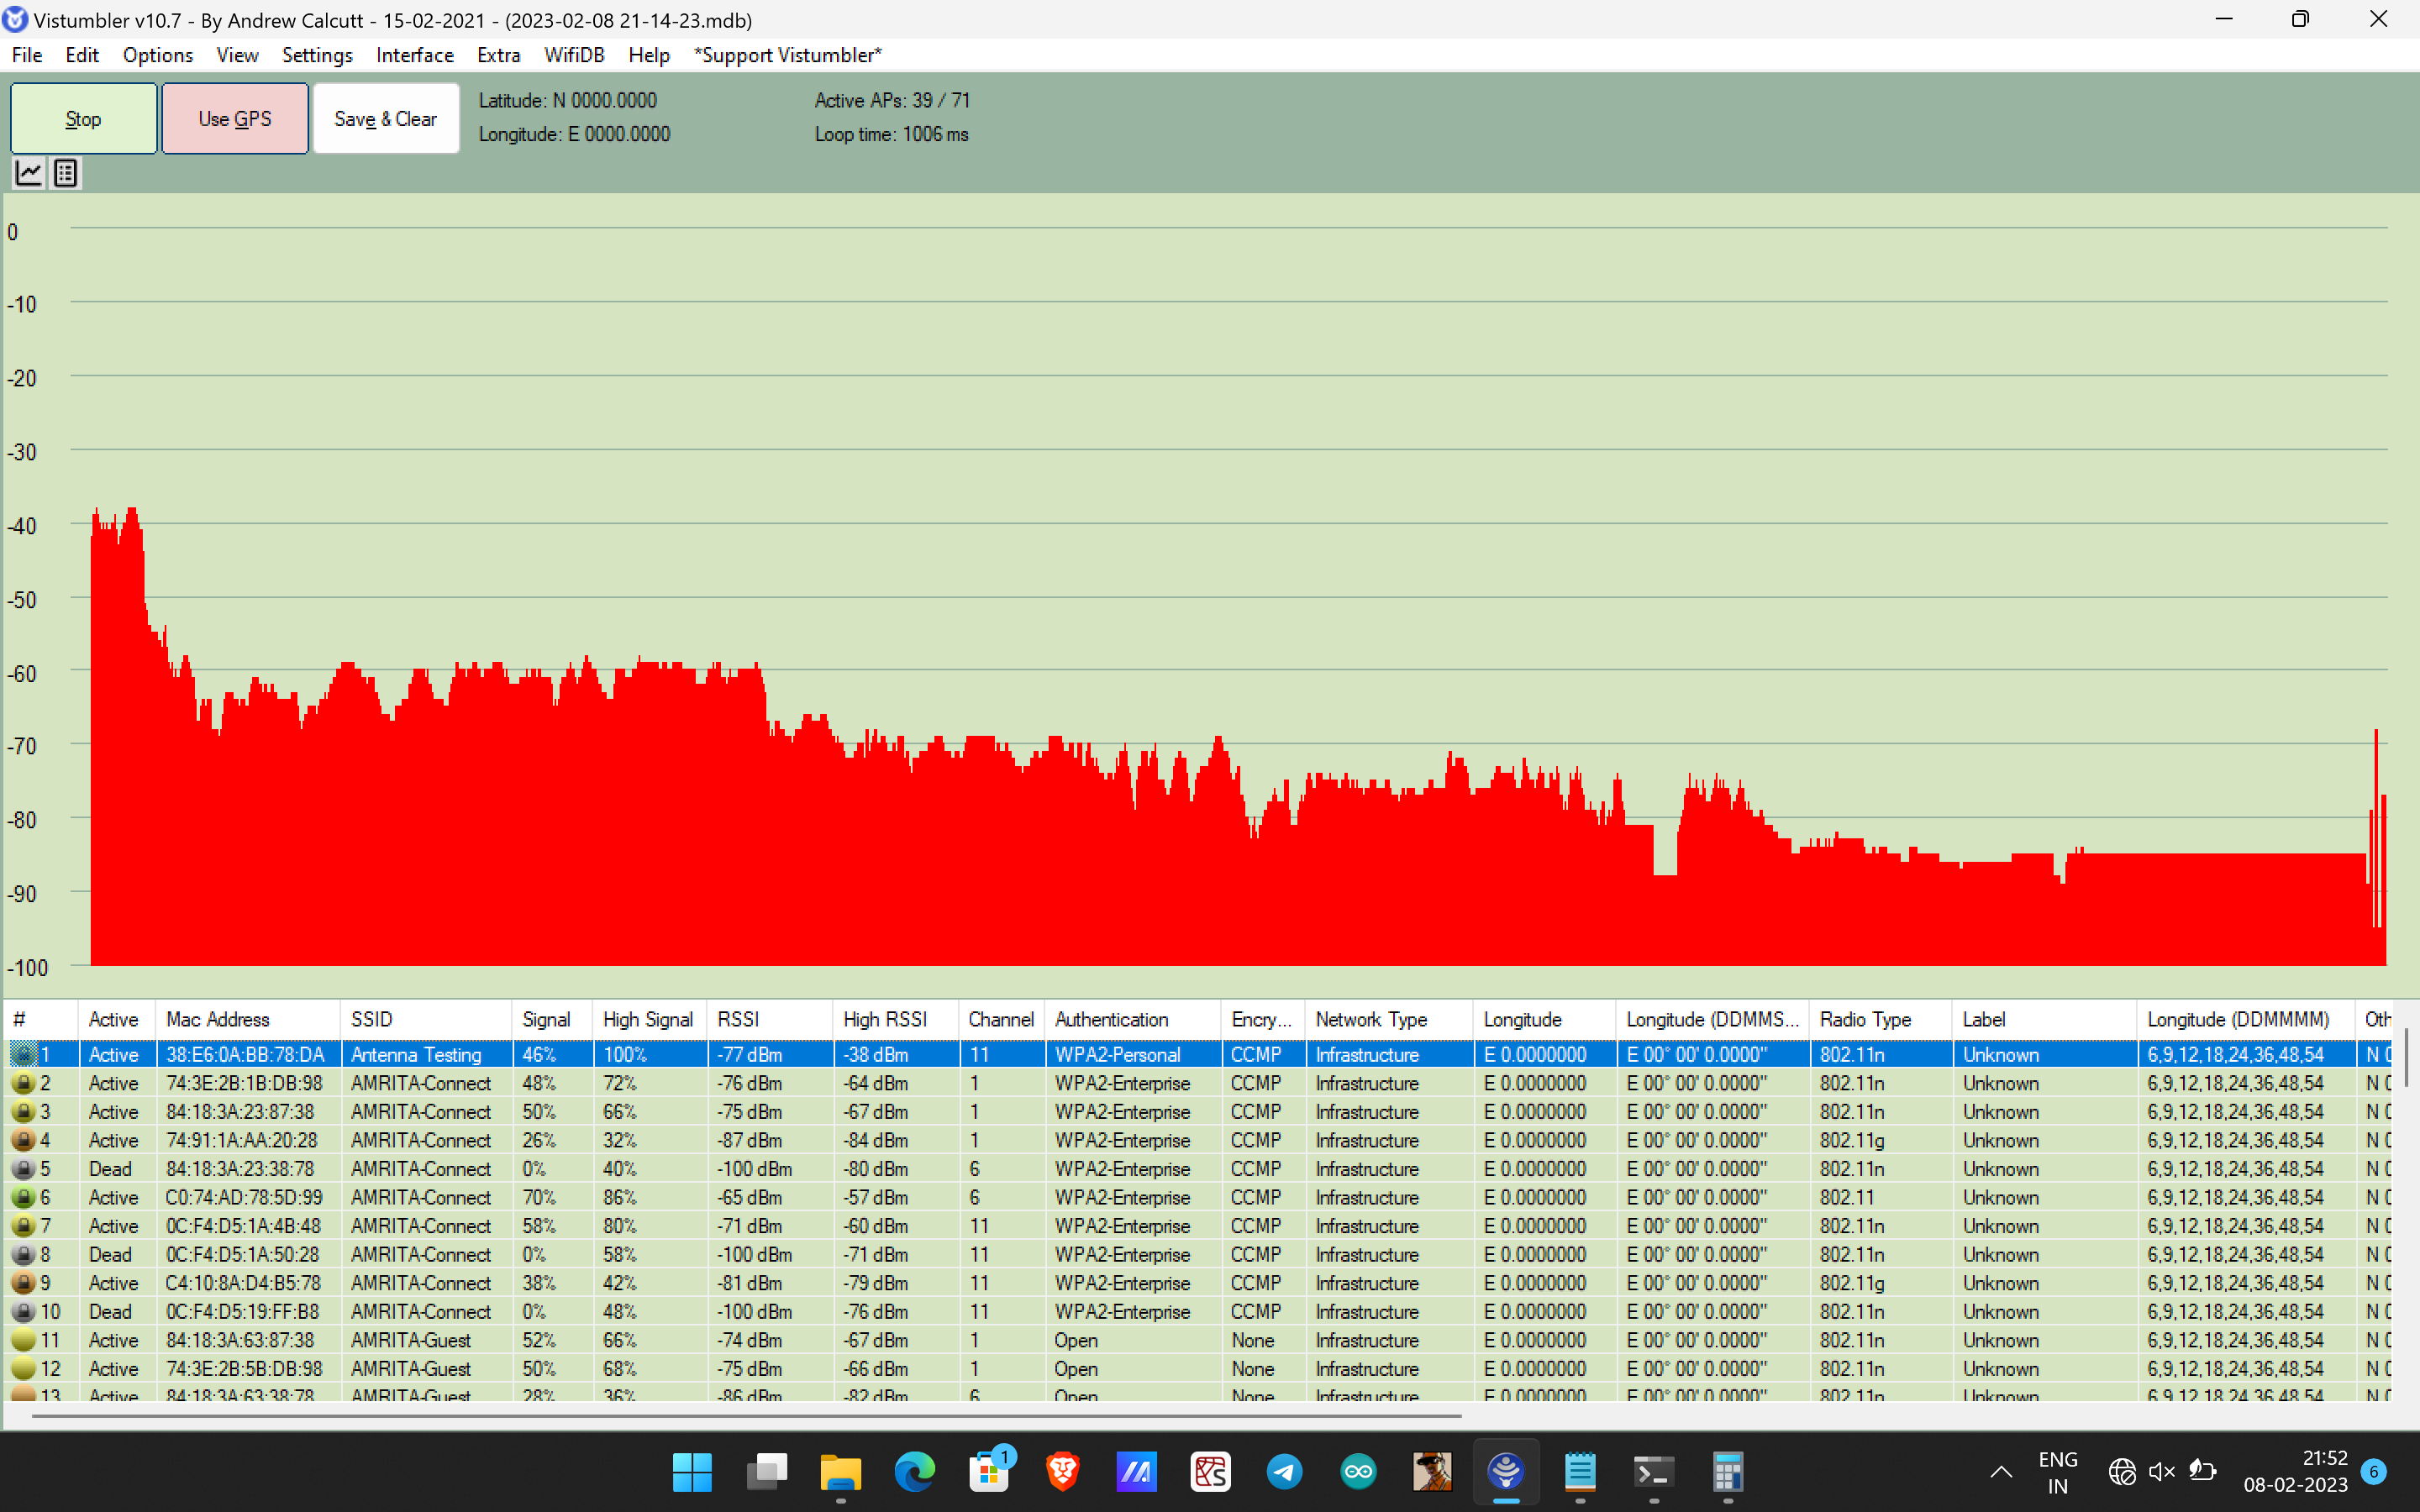 Vistumbler v10.7 - By Andrew Calcutt - 15-02-2021 - (2023-02-08 21-14-23.mdb)
File Edit Options View Settings Interface Extra WifiDB Help *Support Vistumbler*
Stop Use GPS Save & Clear
Latitude: N 0000.0000 Active APs: 39 / 71
Longitude: E 0000.0000 Loop time: 1006 ms
0
-10
-20
-30
-40
-50
-60
-70
-80
-90
-100
# Active Mac Address SSID Signal High Signal RSSI High RSSI Channel Authentication Encry... Network Type Longitude Longitude (DDMMS... Radio Type Label Longitude (DDMMMM) Oth
1 Active 38:E6:0A:BB:78:DA Antenna Testing 46% 100% -77 dBm -38 dBm 11 WPA2-Personal CCMP Infrastructure E 0.0000000 E 00° 00' 0.0000" 802.11n Unknown 6,9,12,18,24,36,48,54 N 0
2 Active 74:3E:2B:1B:DB:98 AMRITA-Connect 48% 72% -76 dBm -64 dBm 1 WPA2-Enterprise CCMP Infrastructure E 0.0000000 E 00° 00' 0.0000" 802.11n Unknown 6,9,12,18,24,36,48,54 N 0
3 Active 84:18:3A:23:87:38 AMRITA-Connect 50% 66% -75 dBm -67 dBm 1 WPA2-Enterprise CCMP Infrastructure E 0.0000000 E 00° 00' 0.0000" 802.11n Unknown 6,9,12,18,24,36,48,54 N 0
4 Active 74:91:1A:AA:20:28 AMRITA-Connect 26% 32% -87 dBm -84 dBm 1 WPA2-Enterprise CCMP Infrastructure E 0.0000000 E 00° 00' 0.0000" 802.11g Unknown 6,9,12,18,24,36,48,54 N 0
5 Dead 84:18:3A:23:38:78 AMRITA-Connect 0% 40% -100 dBm -80 dBm 6 WPA2-Enterprise CCMP Infrastructure E 0.0000000 E 00° 00' 0.0000" 802.11n Unknown 6,9,12,18,24,36,48,54 N 0
6 Active C0:74:AD:78:5D:99 AMRITA-Connect 70% 86% -65 dBm -57 dBm 6 WPA2-Enterprise CCMP Infrastructure E 0.0000000 E 00° 00' 0.0000" 802.11 Unknown 6,9,12,18,24,36,48,54 N 0
7 Active 0C:F4:D5:1A:4B:48 AMRITA-Connect 58% 80% -71 dBm -60 dBm 11 WPA2-Enterprise CCMP Infrastructure E 0.0000000 E 00° 00' 0.0000" 802.11n Unknown 6,9,12,18,24,36,48,54 N 0
8 Dead 0C:F4:D5:1A:50:28 AMRITA-Connect 0% 58% -100 dBm -71 dBm 11 WPA2-Enterprise CCMP Infrastructure E 0.0000000 E 00° 00' 0.0000" 802.11n Unknown 6,9,12,18,24,36,48,54 N 0
9 Active C4:10:8A:D4:B5:78 AMRITA-Connect 38% 42% -81 dBm -79 dBm 11 WPA2-Enterprise CCMP Infrastructure E 0.0000000 E 00° 00' 0.0000" 802.11g Unknown 6,9,12,18,24,36,48,54 N 0
10 Dead 0C:F4:D5:19:FF:B8 AMRITA-Connect 0% 48% -100 dBm -76 dBm 11 WPA2-Enterprise CCMP Infrastructure E 0.0000000 E 00° 00' 0.0000" 802.11n Unknown 6,9,12,18,24,36,48,54 N 0
11 Active 84:18:3A:63:87:38 AMRITA-Guest 52% 66% -74 dBm -67 dBm 1 Open None Infrastructure E 0.0000000 E 00° 00' 0.0000" 802.11n Unknown 6,9,12,18,24,36,48,54 N 0
12 Active 74:3E:2B:5B:DB:98 AMRITA-Guest 50% 68% -75 dBm -66 dBm 1 Open None Infrastructure E 0.0000000 E 00° 00' 0.0000" 802.11n Unknown 6,9,12,18,24,36,48,54 N 0
13 Active 84:18:3A:63:38:78 AMRITA-Guest 28% 36% -86 dBm -82 dBm 6 Open None Infrastructure E 0.0000000 E 00° 00' 0.0000" 802.11n Unknown 6,9,12,18,24,36,48,54 N 0
1
ENG 21:52
IN 08-02-2023 6